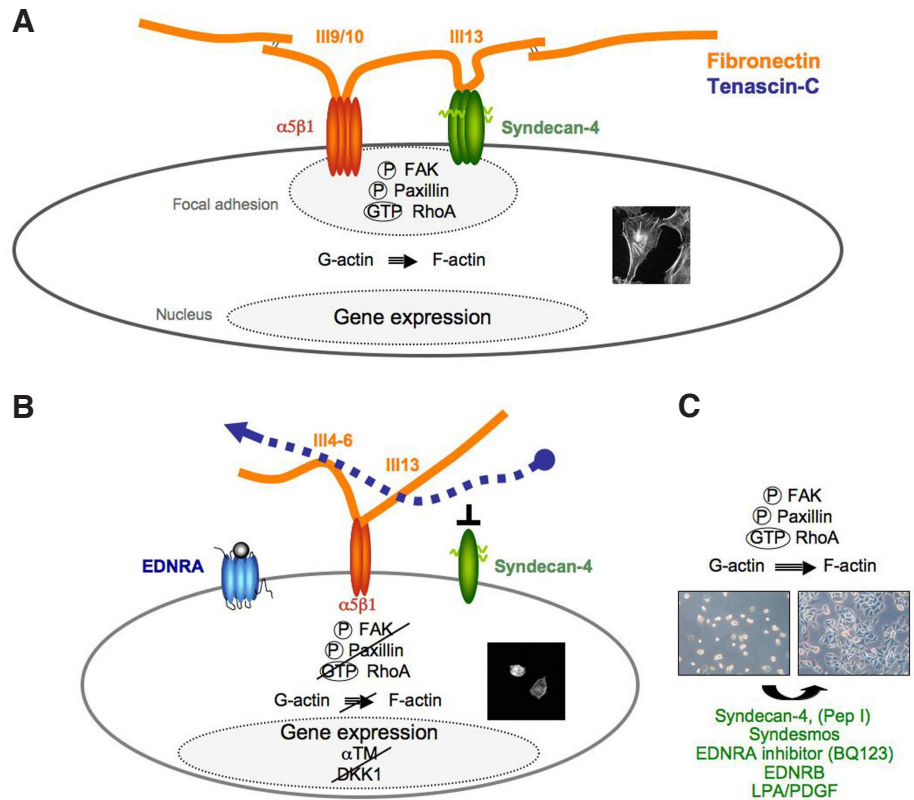 A
III9/10
III13
Fibronectin
Tenascin-C
α5β1
Syndecan-4
P FAK
P Paxillin
GTP RhoA
Focal adhesion
G-actin F-actin
Nucleus
Gene expression
B
III4-6
III13
EDNRA
Syndecan-4
α5β1
P FAK
P Paxillin
GTP RhoA
G-actin F-actin
Gene expression
αTM
DKK1
C
P FAK
P Paxillin
GTP RhoA
G-actin F-actin
Syndecan-4, (Pep I)
Syndesmos
EDNRA inhibitor (BQ123)
EDNRB
LPA/PDGF